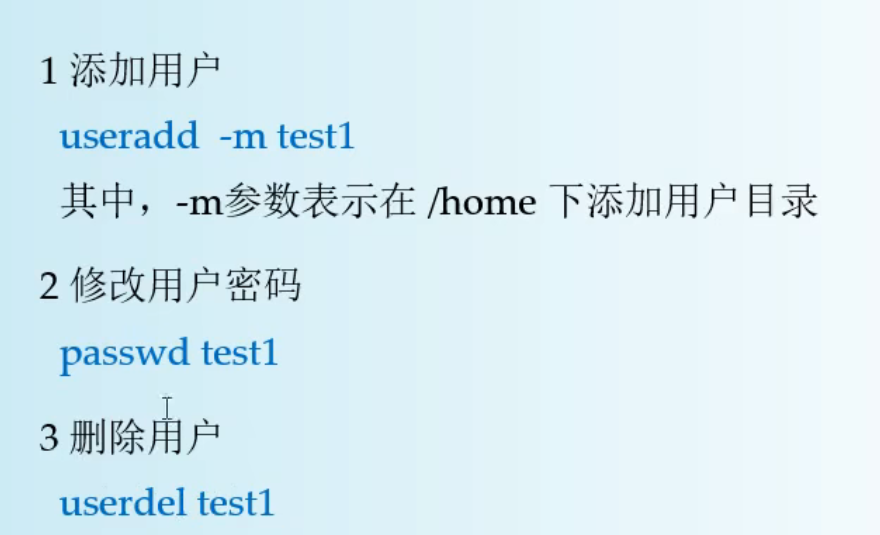 1 添加用户
useradd -m test1
其中，-m参数表示在 /home 下添加用户目录
2 修改用户密码
passwd test1
3 删除用户
userdel test1